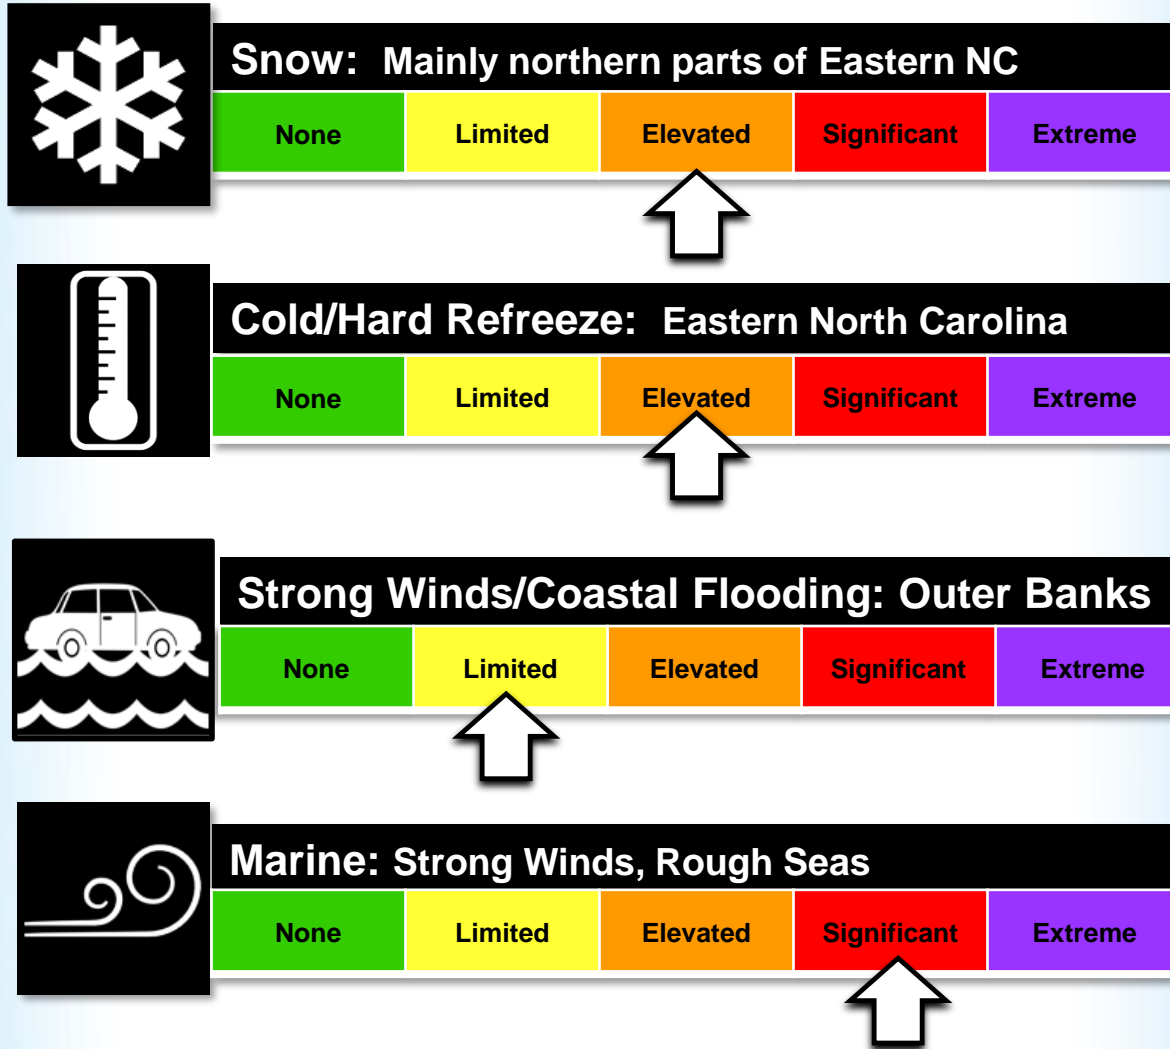 Snow: Mainly northern parts of Eastern NC
None Limited Elevated Significant Extreme
Cold/Hard Refreeze: Eastern North Carolina
None Limited Elevated Significant Extreme
Strong Winds/Coastal Flooding: Outer Banks
None Limited Elevated Significant Extreme
Marine: Strong Winds, Rough Seas
None Limited Elevated Significant Extreme